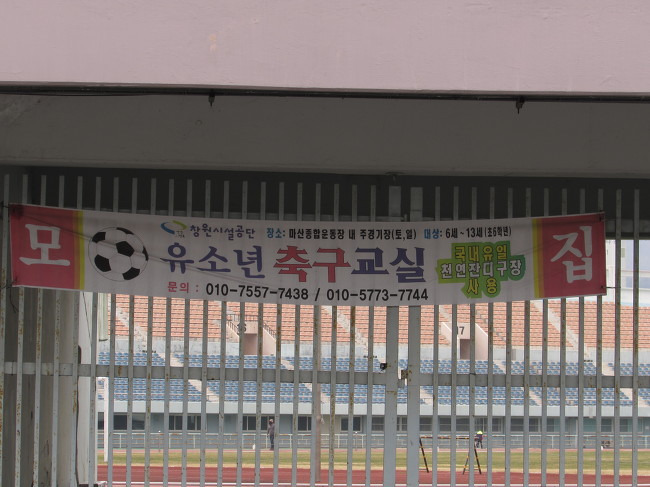 모집
창원시설공단 장소: 마산종합운동장 내 주경기장(토,일) 대상: 6세~13세(초6학년)
유소년 축구교실
국내유일
천연잔디구장
사용
문의 : 010-7557-7438 / 010-5773-7744